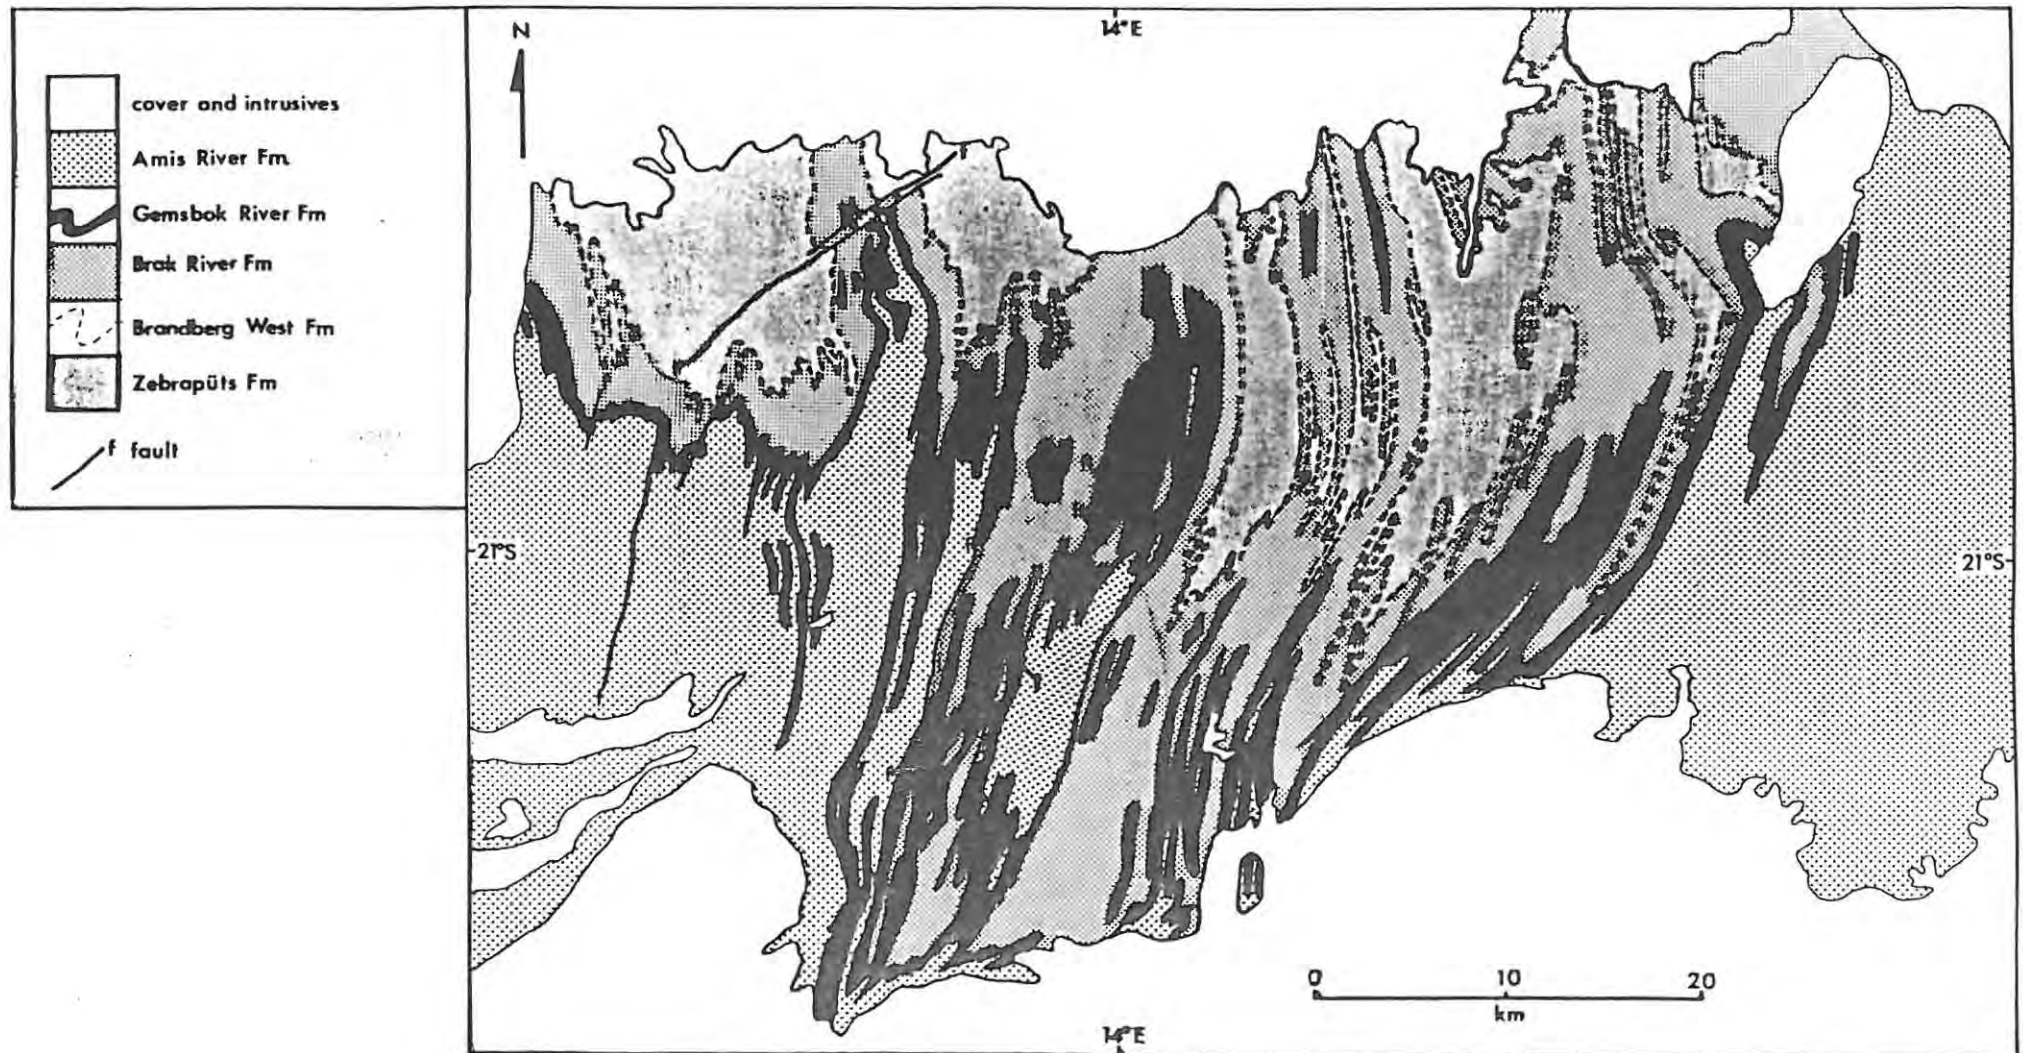 cover and intrusives
Amis River Fm.
Gemsbok River Fm
Brak River Fm
Brandberg West Fm
Zebrapüts Fm
f fault
N
14°E
21°S
21°S
0 10 20
km
14°E